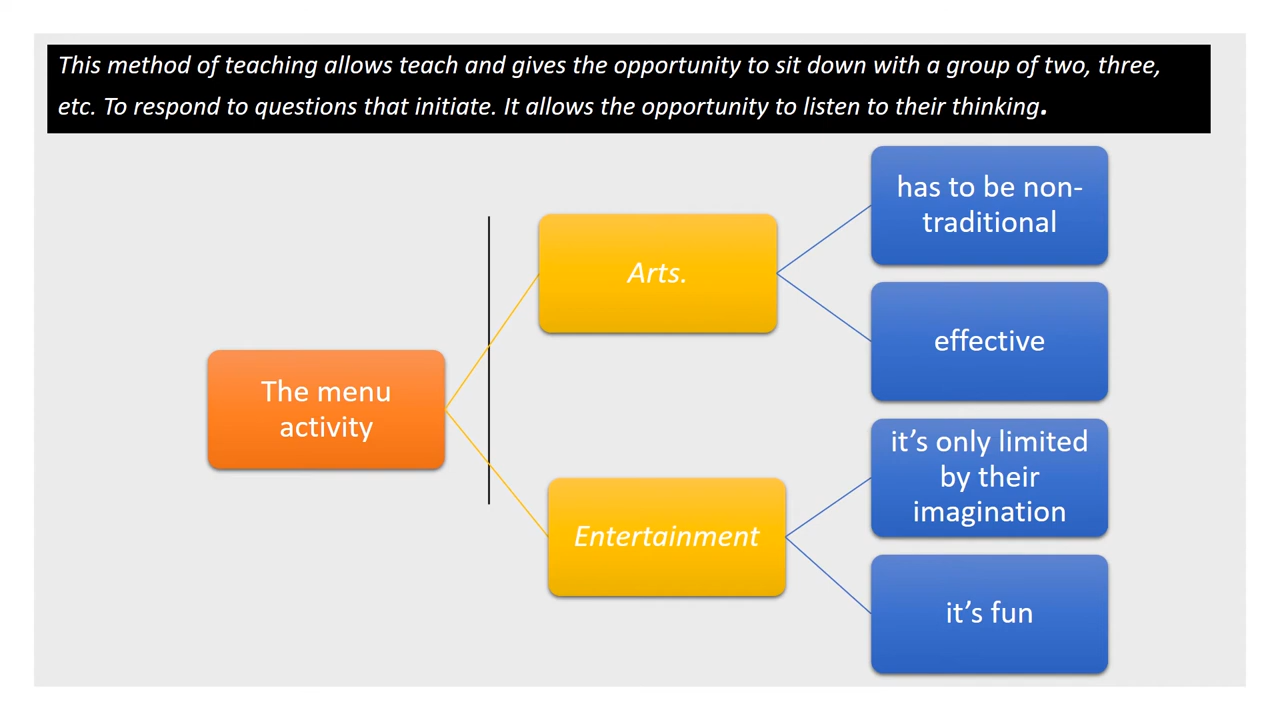 This method of teaching allows teach and gives the opportunity to sit down with a group of two, three,
etc. To respond to questions that initiate. It allows the opportunity to listen to their thinking.
The menu
activity
Arts.
has to be non-
traditional
effective
Entertainment
it’s only limited
by their
imagination
it’s fun